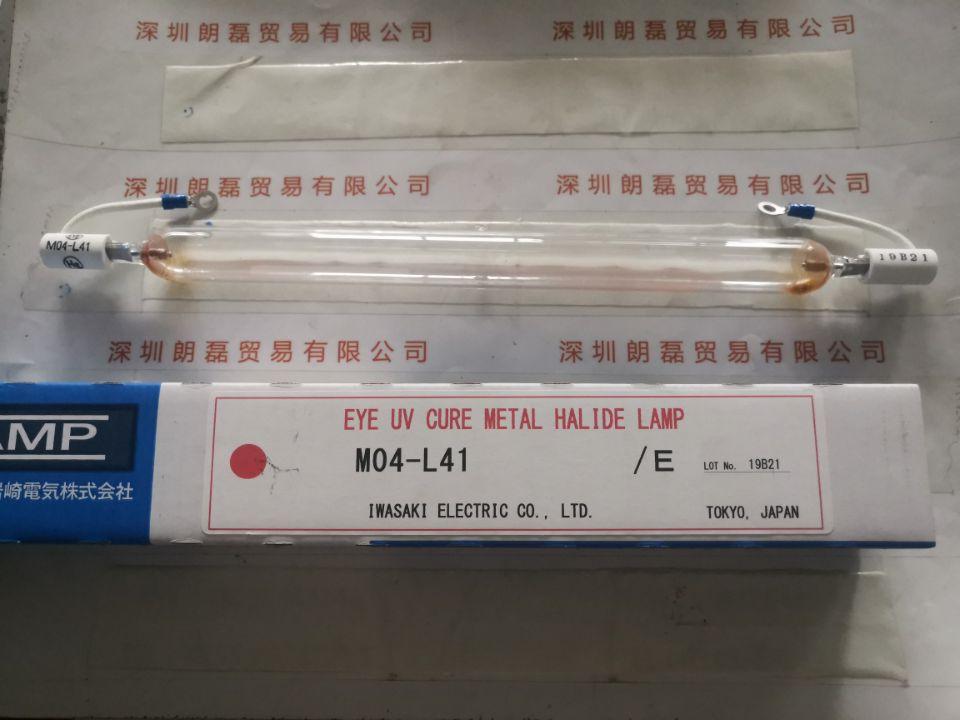 深圳朗磊贸易有限公司 深圳朗磊贸易有限公司
深圳朗磊贸易有限公司 深圳朗磊贸易有限公司
M04-L41
Hg
19B21
深圳朗磊贸易有限公司 深圳朗磊贸易有限公司
AMP
岩崎電気株式会社
EYE UV CURE METAL HALIDE LAMP
M04-L41 /E LOT No. 19B21
IWASAKI ELECTRIC CO., LTD. TOKYO, JAPAN